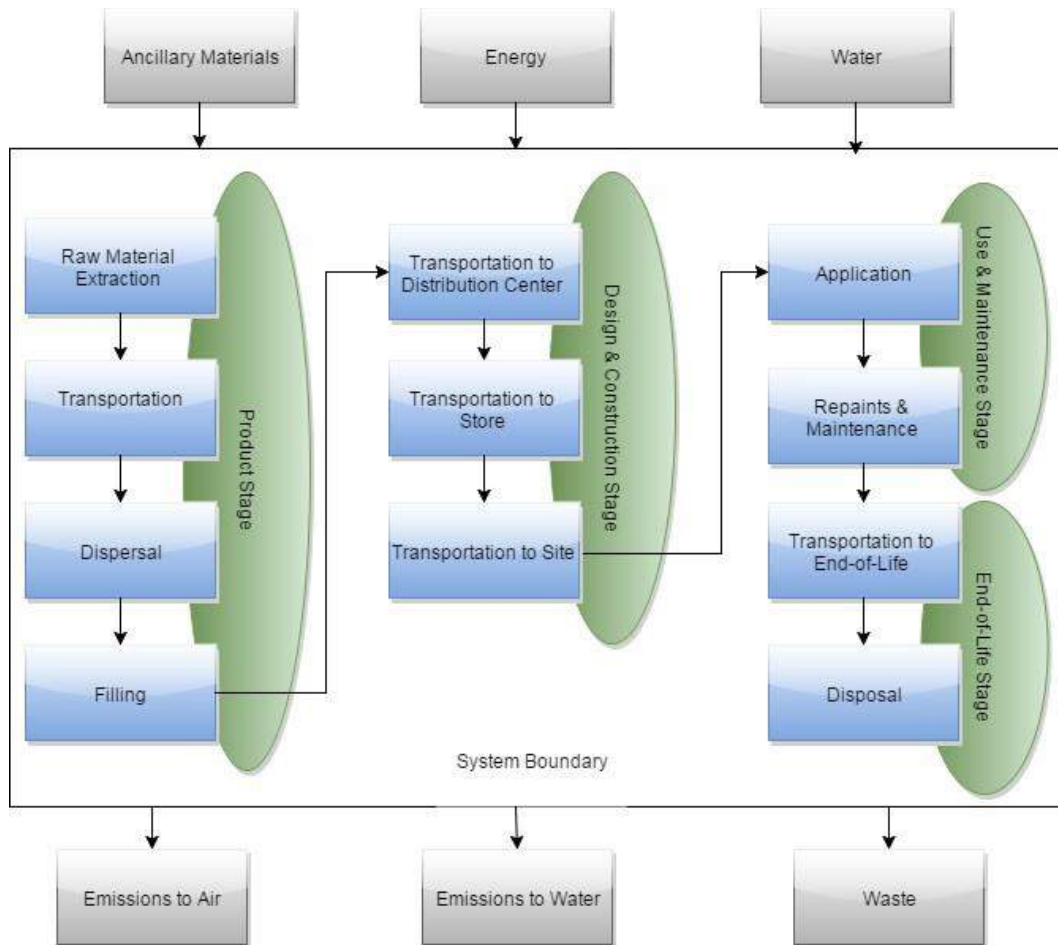 Ancillary Materials
Energy
Water
Raw Material
Extraction
Transportation
Dispersal
Filling
Product Stage
Transportation to
Distribution Center
Transportation to
Store
Transportation to Site
Design & Construction Stage
Application
Repaints &
Maintenance
Use & Maintenance Stage
Transportation to
End-of-Life
Disposal
End-of-Life Stage
System Boundary
Emissions to Air
Emissions to Water
Waste